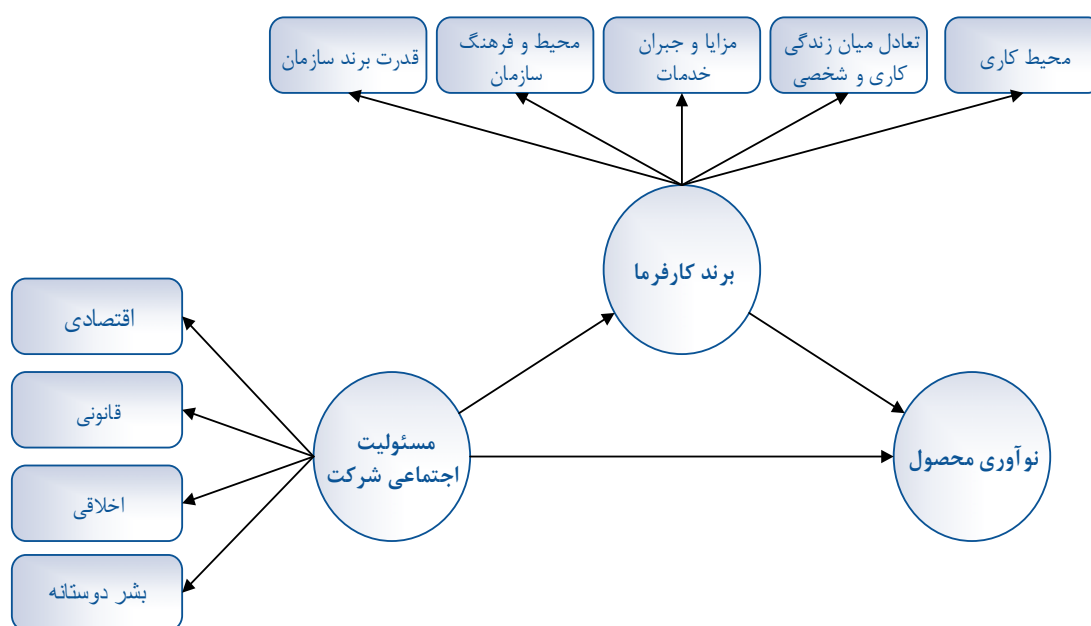 محیط کاری
تعادل میان زندگی
کاری و شخصی
مزایا و جبران
خدمات
محیط و فرهنگ
سازمان
قدرت برند سازمان
برند کارفرما
اقتصادی
قانونی
اخلاقی
بشر دوستانه
مسئولیت
اجتماعی شرکت
نوآوری محصول